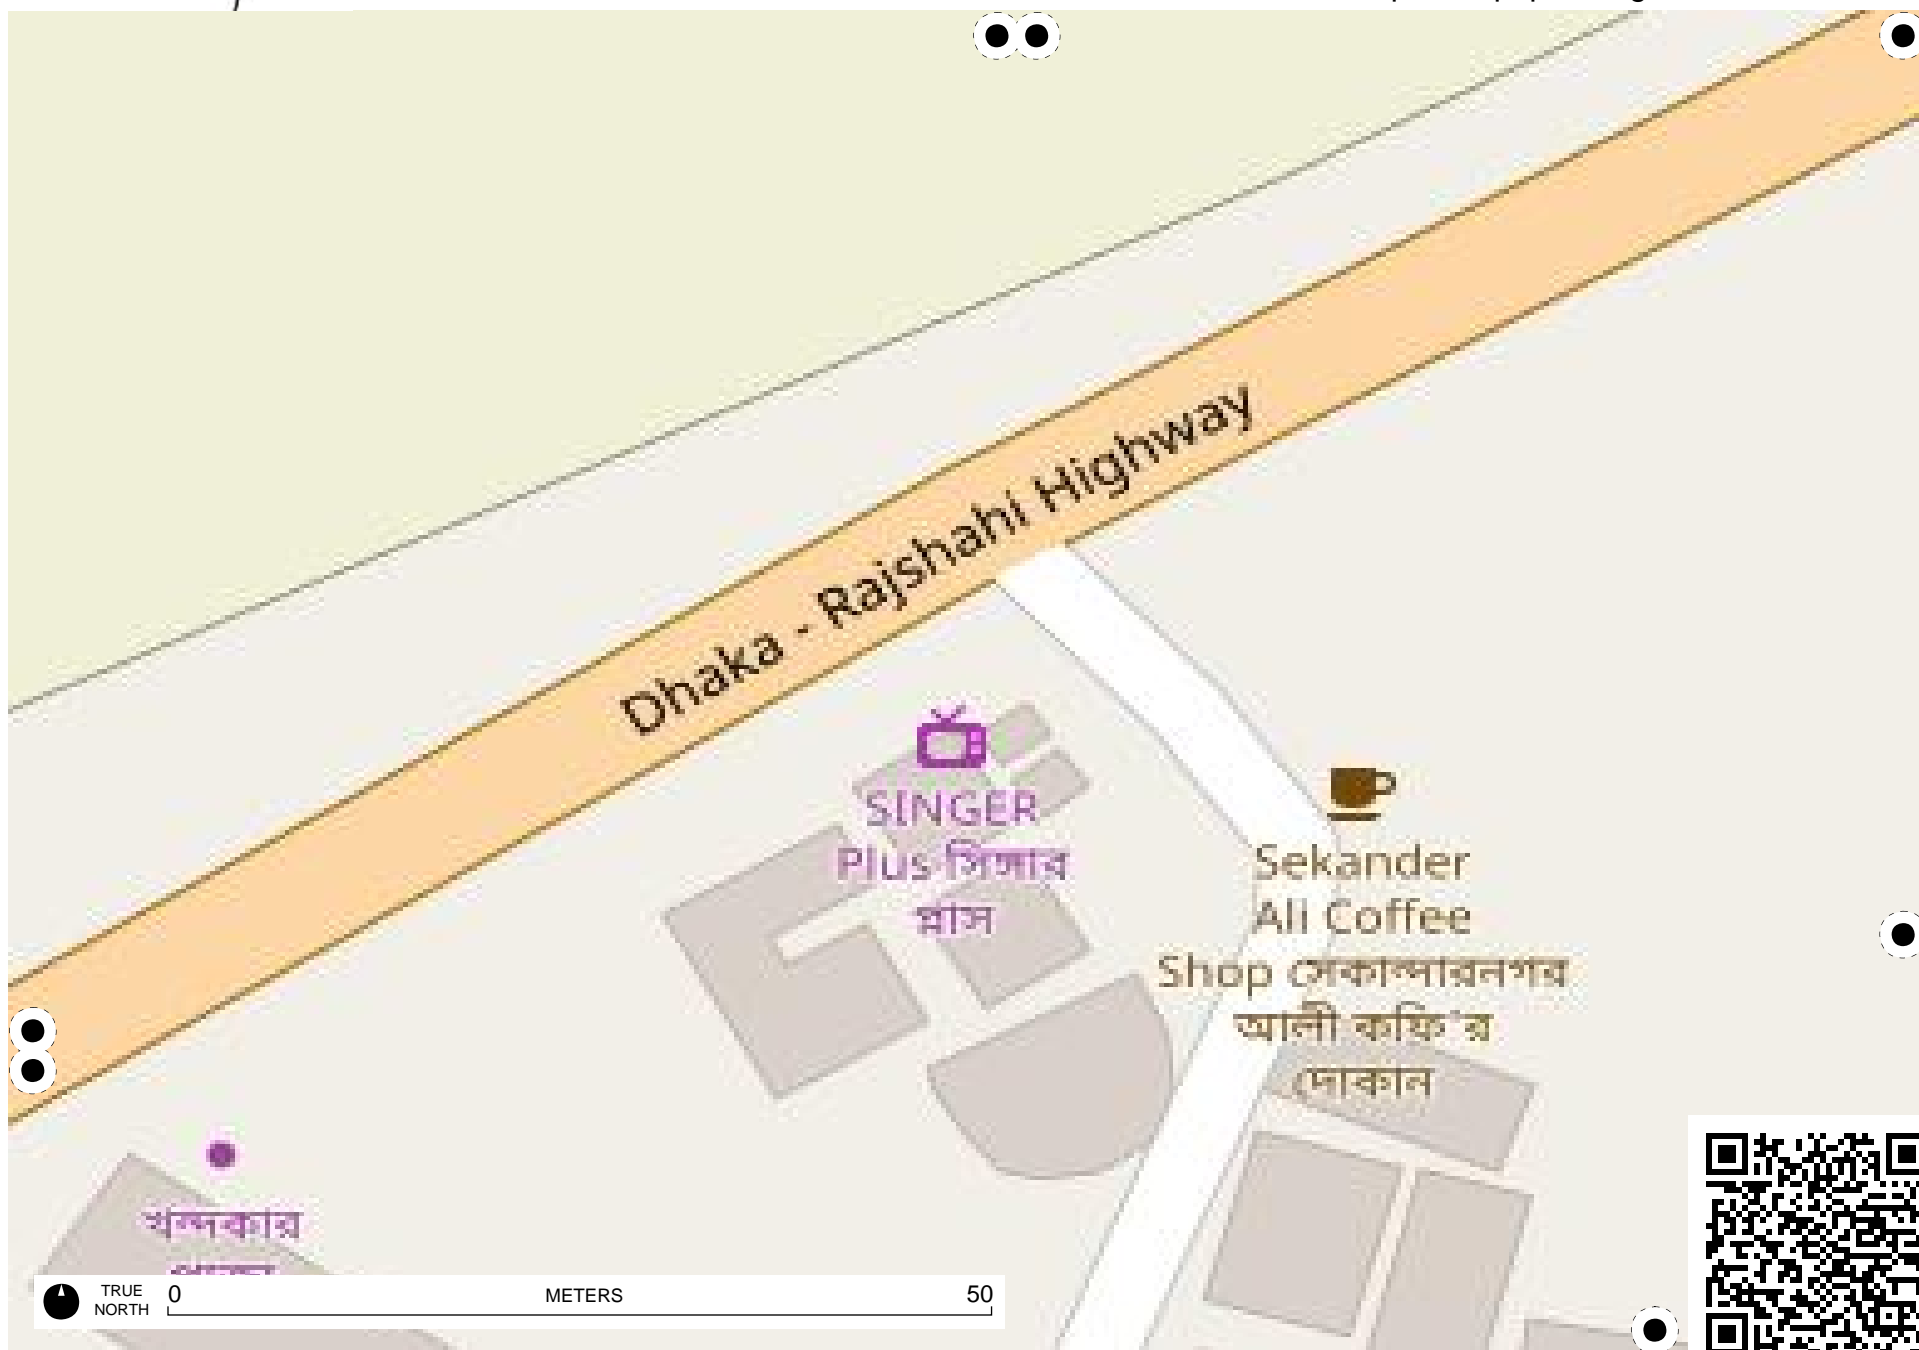 Dhaka - Rajshahi Highway
SINGER
Plus সিঙ্গার
প্লাস
Sekander
Ali Coffee
Shop সেকান্দারনগর
আলী কফি'র
দোকান
খন্দকার
TRUE
NORTH
0
METERS
50